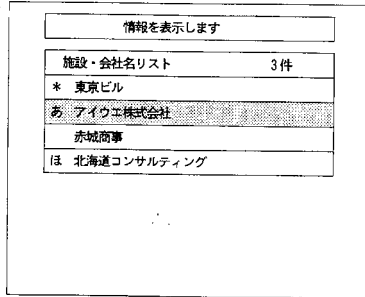 情報を表示します
施設・会社名リスト 3件
* 東京ビル
あ アイウエ株式会社
赤城商事
ほ 北海道コンサルティング